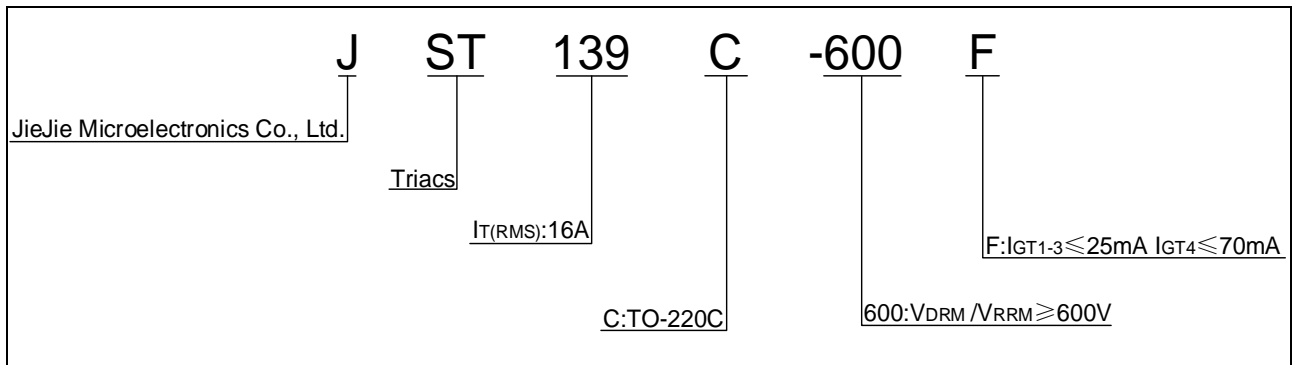 J ST 139 C -600 F
JieJie Microelectronics Co., Ltd.
Triacs
IT(RMS):16A
F:IGT1-3≤25mA IGT4≤70mA
C:TO-220C
600:VDRM /VRRM≥600V